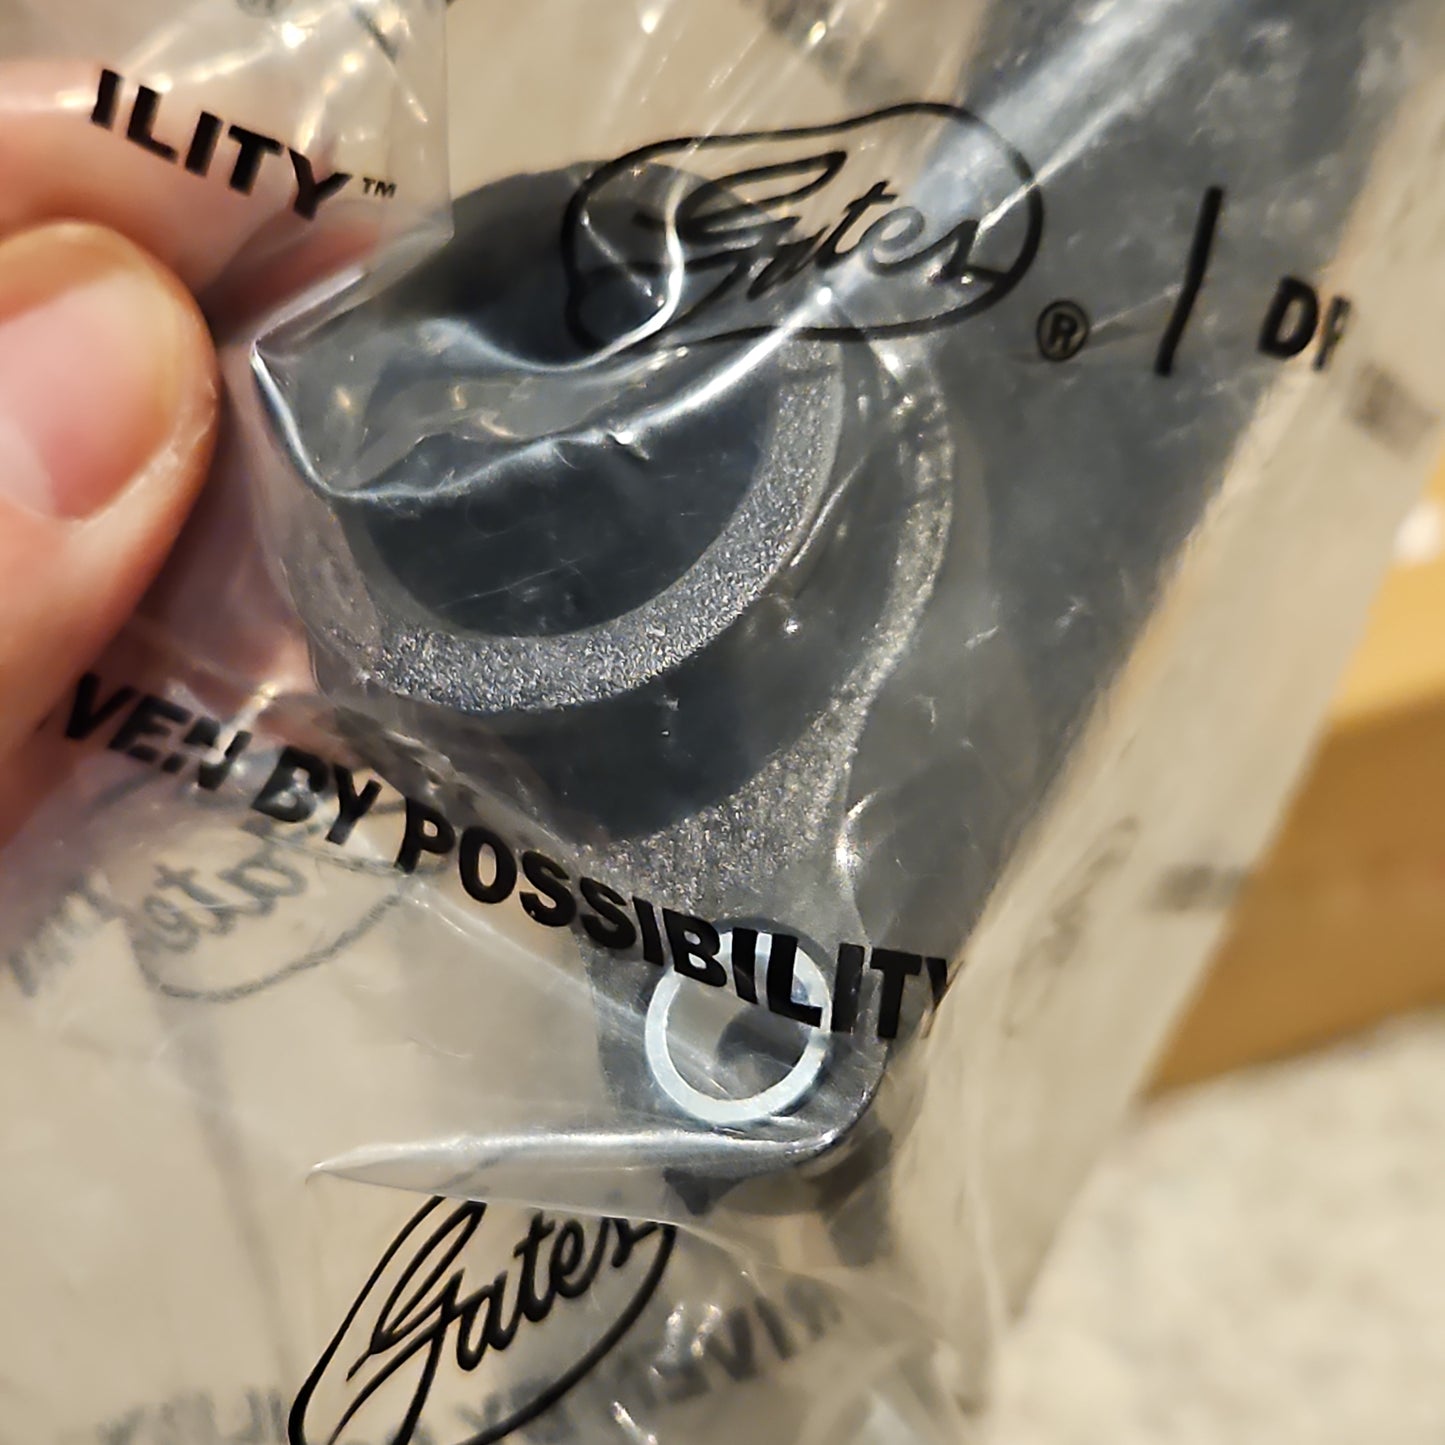 ILITY™
Gates® | DR
VEN BY POSSIBILITY
Gates